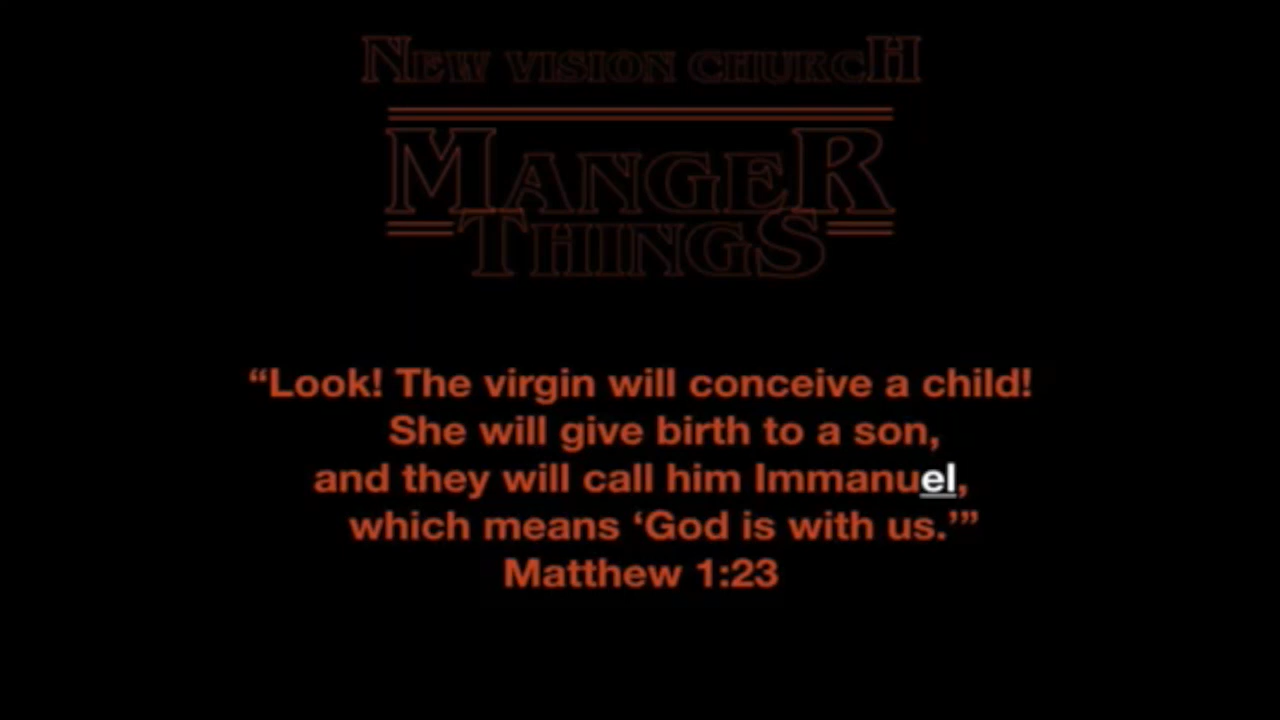 NEW VISION CHURCH
MANGER
THINGS
“Look! The virgin will conceive a child!
She will give birth to a son,
and they will call him Immanuel,
which means ‘God is with us.’”
Matthew 1:23